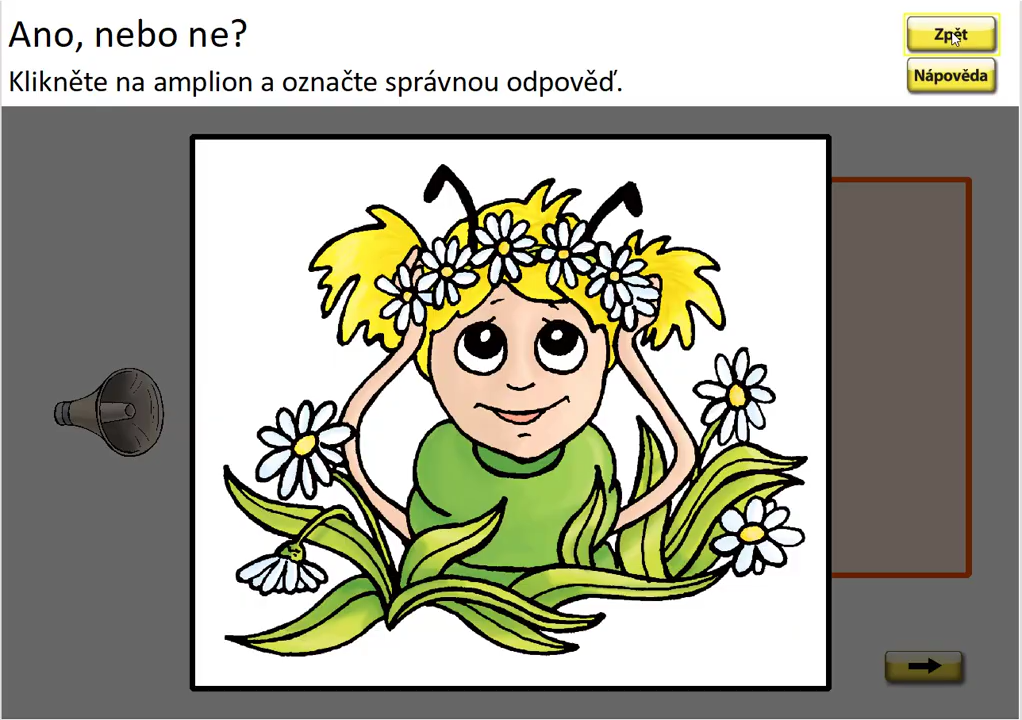 Ano, nebo ne?
Klikněte na amplion a označte správnou odpověď.
Zpět
Nápověda